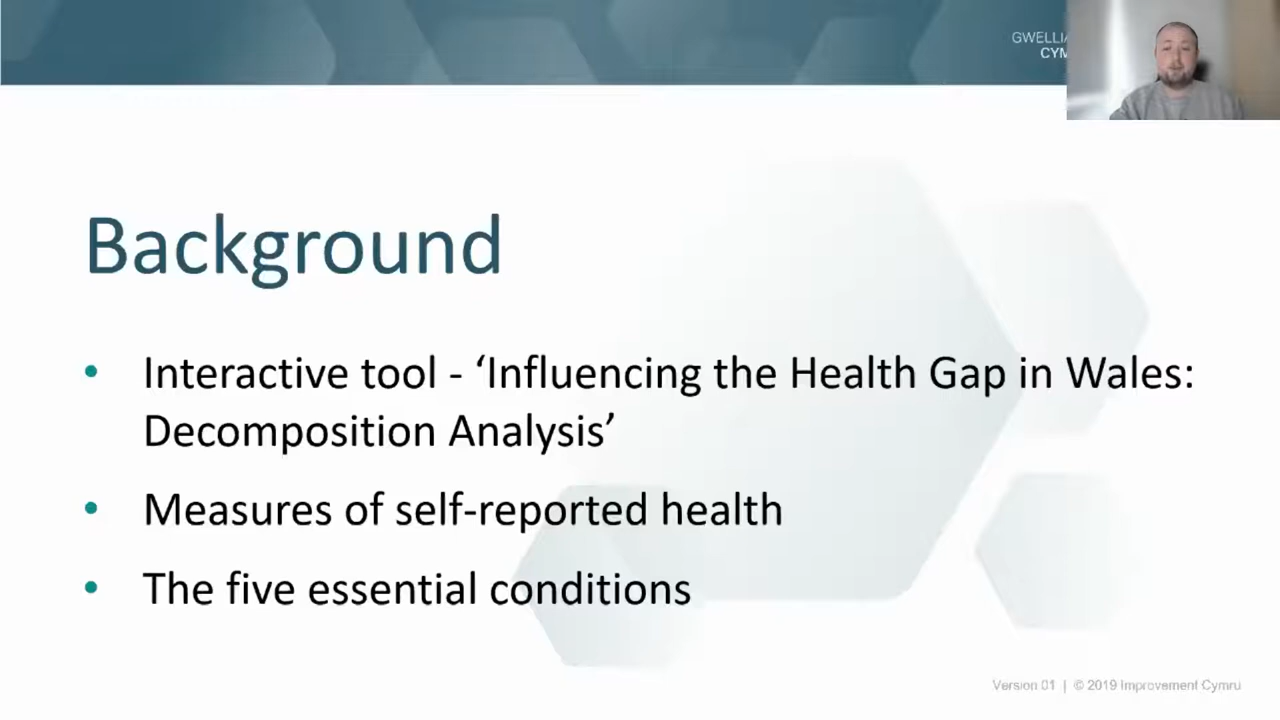 GWELLIA
CYM
Background
• Interactive tool - ‘Influencing the Health Gap in Wales:
Decomposition Analysis’
• Measures of self-reported health
• The five essential conditions
Version 01 | © 2019 Improvement Cymru